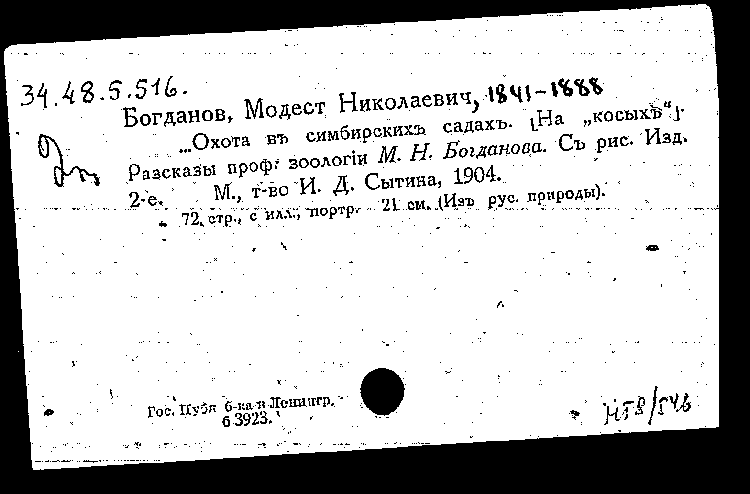 34.48.5.516.
Богданов, Модест Николаевич, 1841-1888
...Охота въ симбирскихъ садахъ. [На „косыхъ“].
Разсказы проф. зоологіи М. Н. Богданова. Съ рис. Изд.
2-е. М., т-во И. Д. Сытина, 1904.
72. стр., с илл., портр. 21 см. (Изъ рус. природы).
Гос. Публ б-ка в Ленингр.
б 3923.